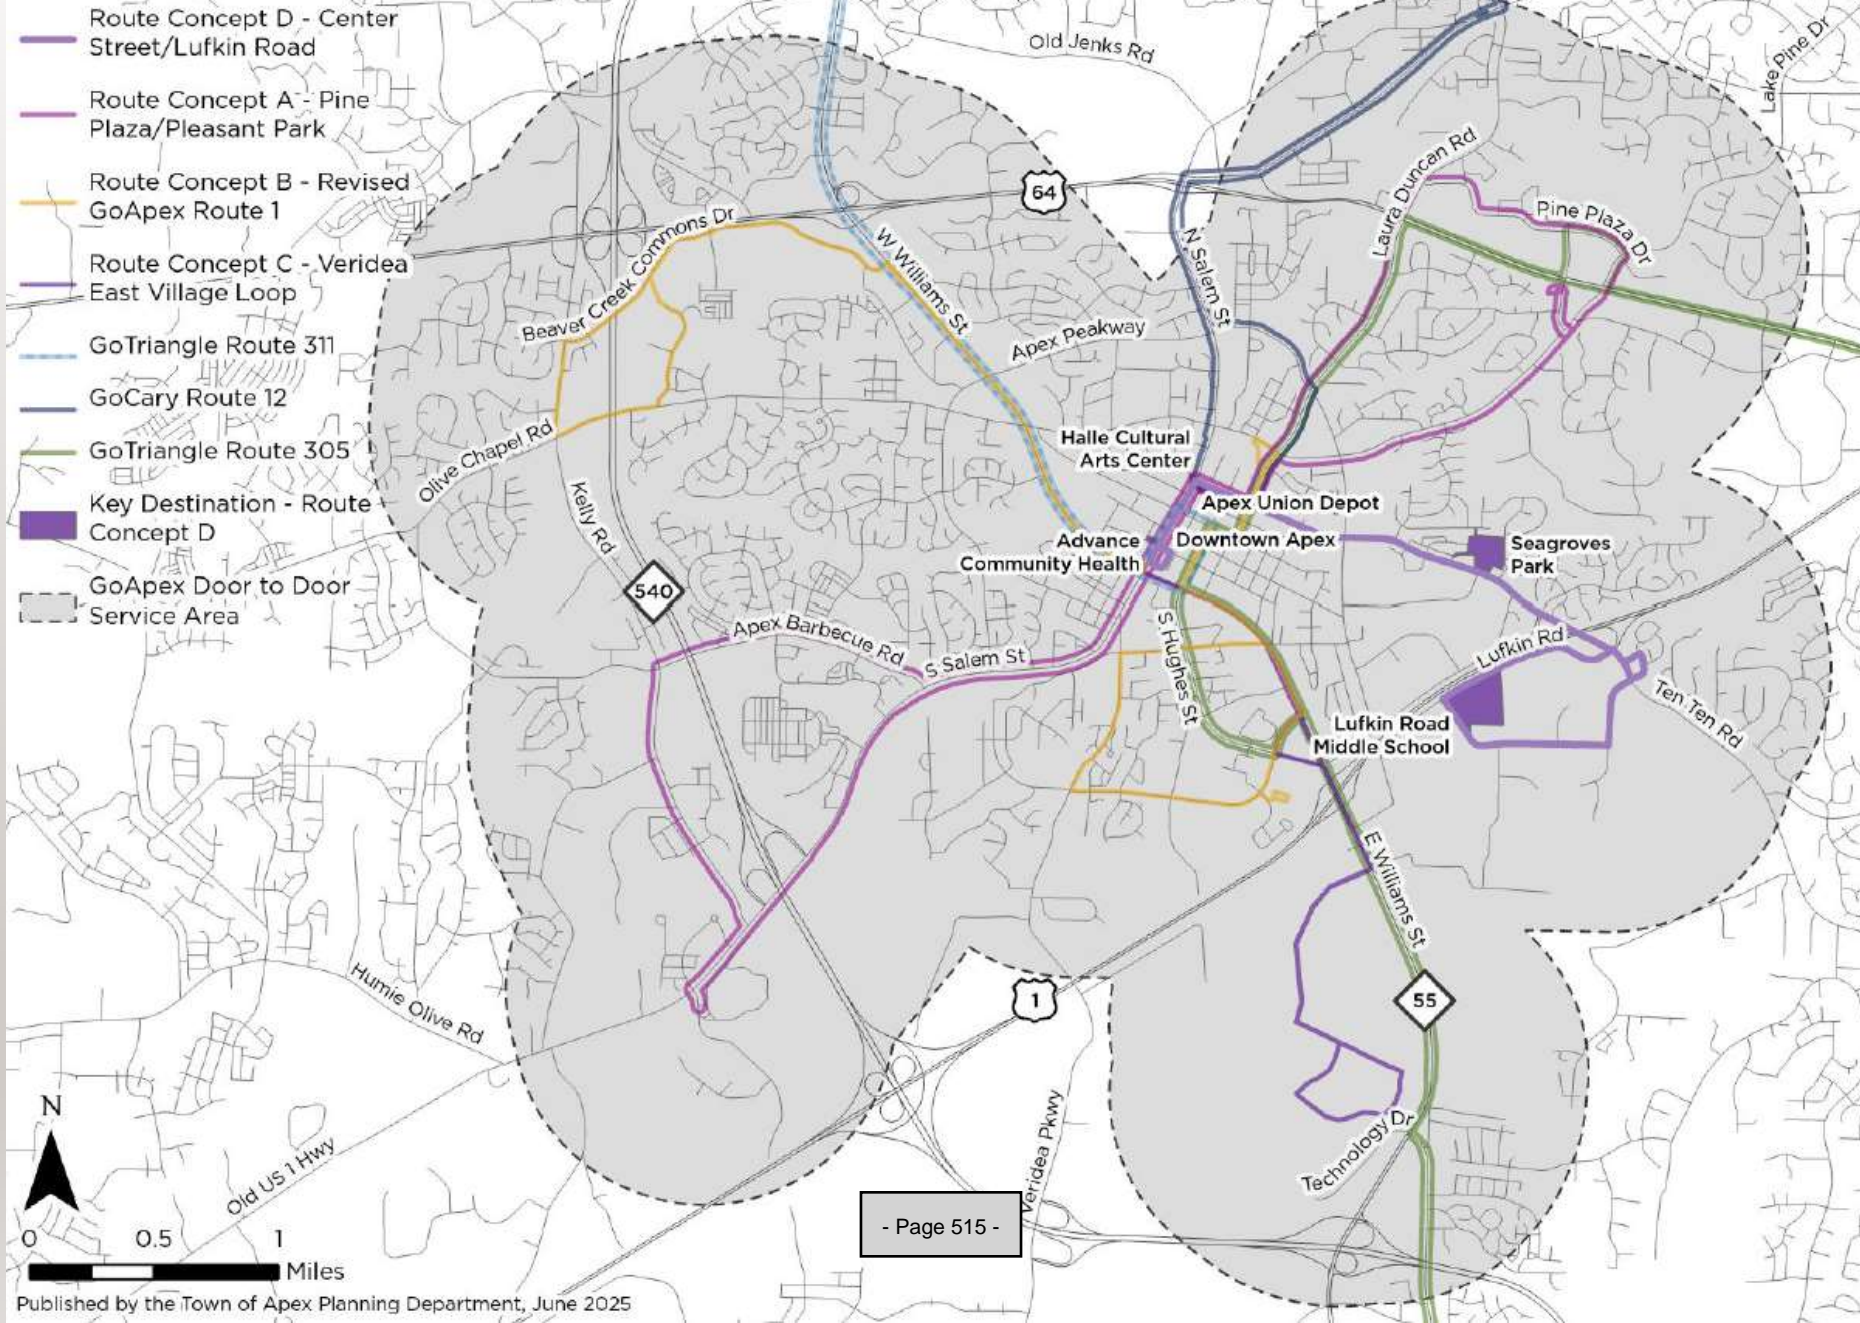 Route Concept D - Center
Street/Lufkin Road
Route Concept A - Pine
Plaza/Pleasant Park
Route Concept B - Revised
GoApex Route 1
Route Concept C - Veridea
East Village Loop
GoTriangle Route 311
GoCary Route 12
GoTriangle Route 305
Key Destination - Route
Concept D
GoApex Door to Door
Service Area
Old Jenks Rd
Lake Pine Dr
64
Laura Duncan Rd
Pine Plaza Dr
Beaver Creek Commons Dr
W Williams St
N Salem St
Apex Peakway
Olive Chapel Rd
Halle Cultural
Arts Center
Kelly Rd
Apex Union Depot
Advance
Community Health
Downtown Apex
Seagroves
Park
540
Apex Barbecue Rd
S Salem St
S Hughes St
Lufkin Rd
Ten Ten Rd
Lufkin Road
Middle School
E Williams St
Humie Olive Rd
1
55
Veridea Pkwy
Technology Dr
Old US 1 Hwy
N
0 0.5 1
Miles
- Page 515 -
Published by the Town of Apex Planning Department, June 2025